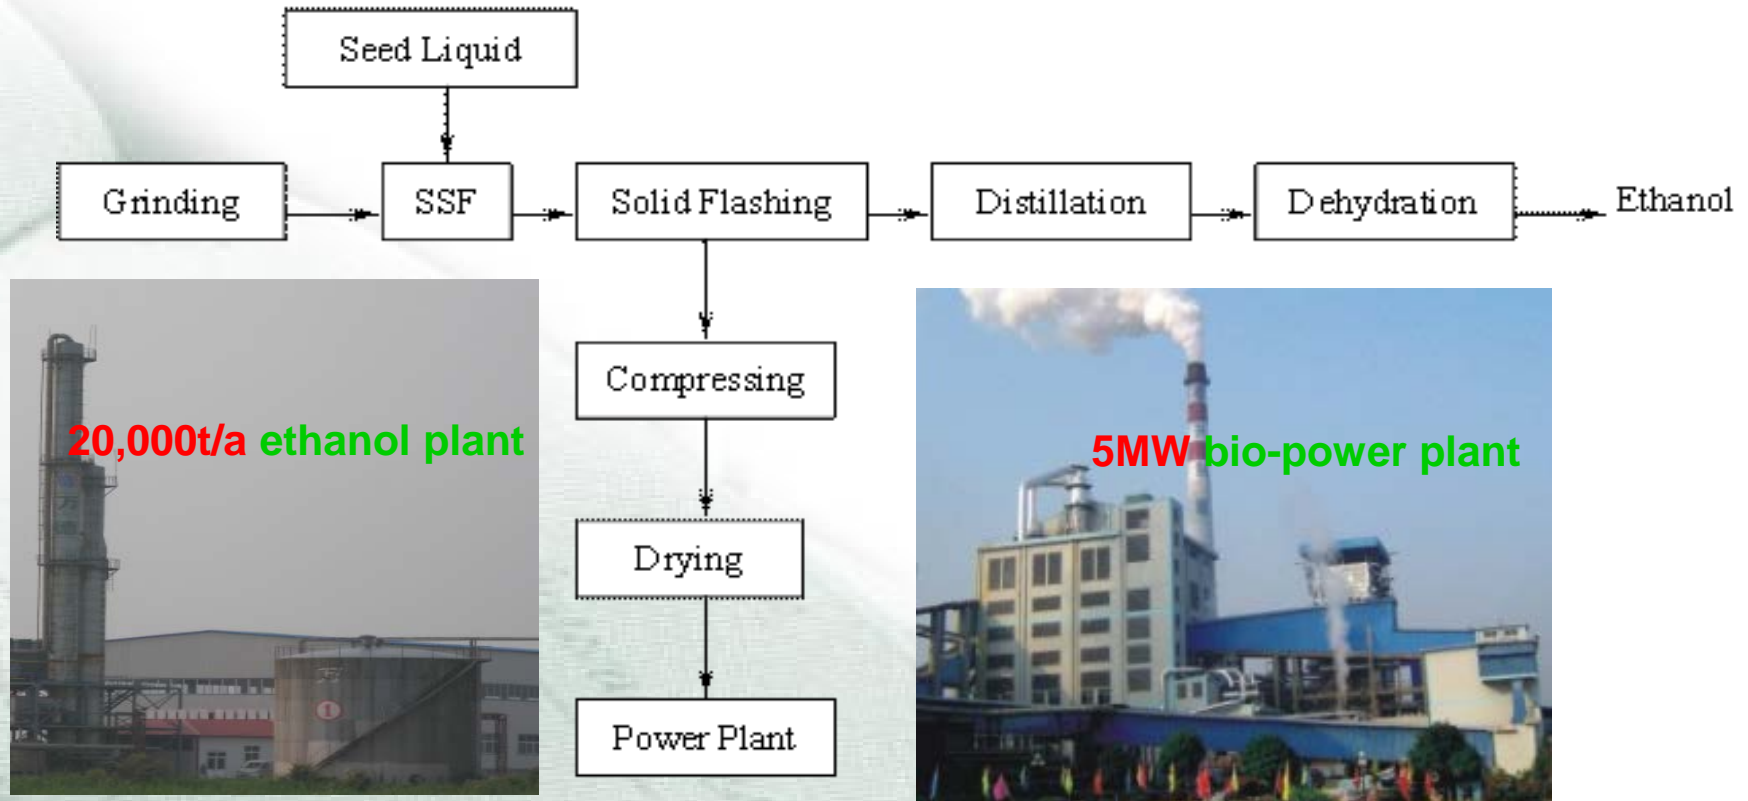 Seed Liquid
Grinding
SSF
Solid Flashing
Distillation
Dehydration
Ethanol
Compressing
20,000t/a ethanol plant
5MW bio-power plant
Drying
①
Power Plant